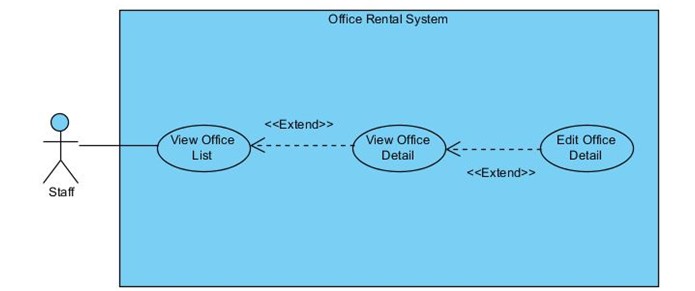 Office Rental System
<<Extend>>
View Office
List
View Office
Detail
Edit Office
Detail
<<Extend>>
Staff